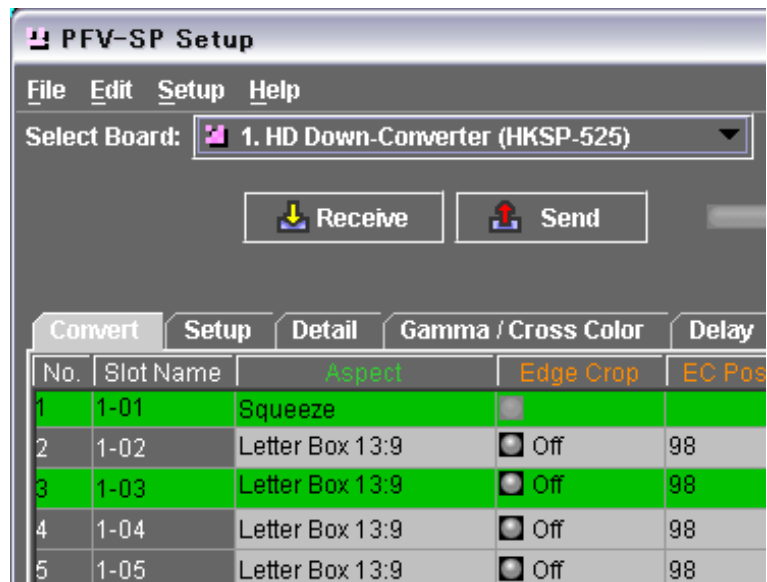 PFV-SP Setup
File Edit Setup Help
Select Board: 1. HD Down-Converter (HKSP-525)
Receive Send
Convert Setup Detail Gamma / Cross Color Delay
No. Slot Name Aspect Edge Crop EC Pos
1 1-01 Squeeze
2 1-02 Letter Box 13:9 Off 98
3 1-03 Letter Box 13:9 Off 98
4 1-04 Letter Box 13:9 Off 98
5 1-05 Letter Box 13:9 Off 98